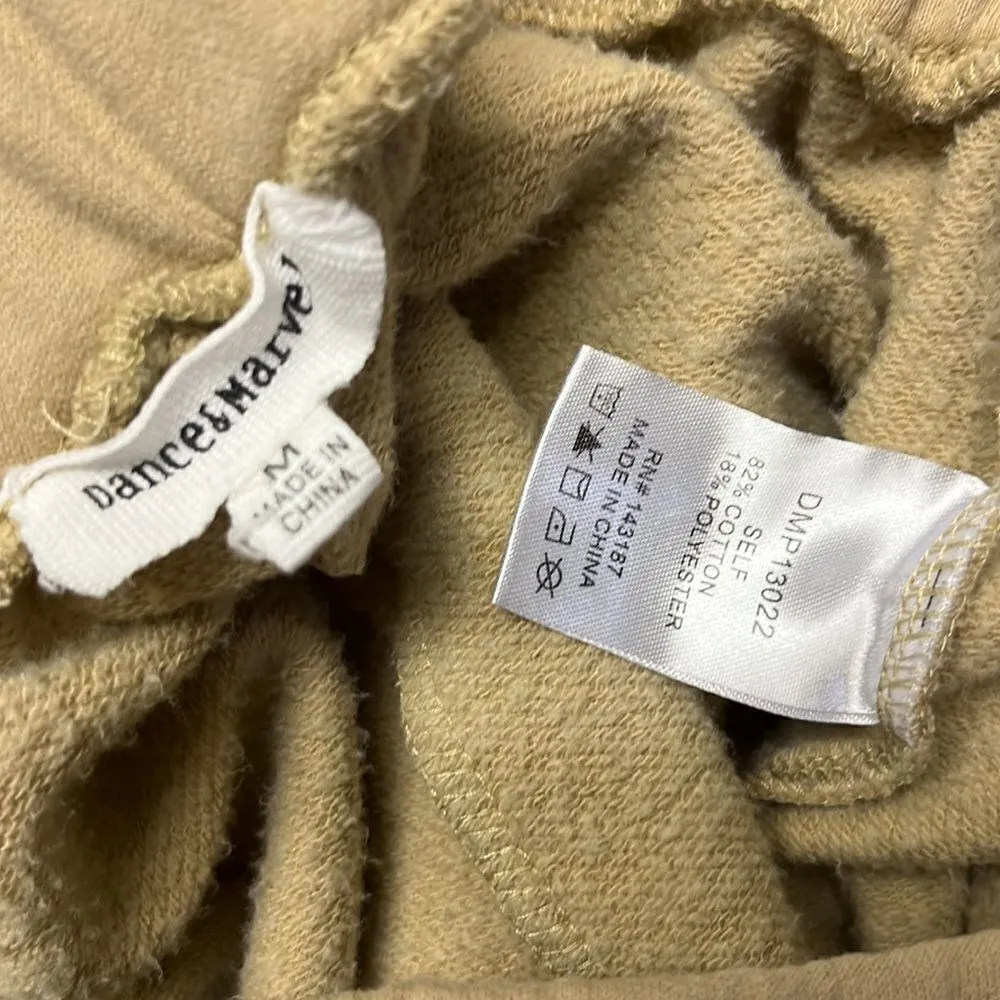 Dance&Marvel
M
MADE IN
CHINA
DMP13022
SELF
82% COTTON
18% POLYESTER
RN# 143187
MADE IN CHINA